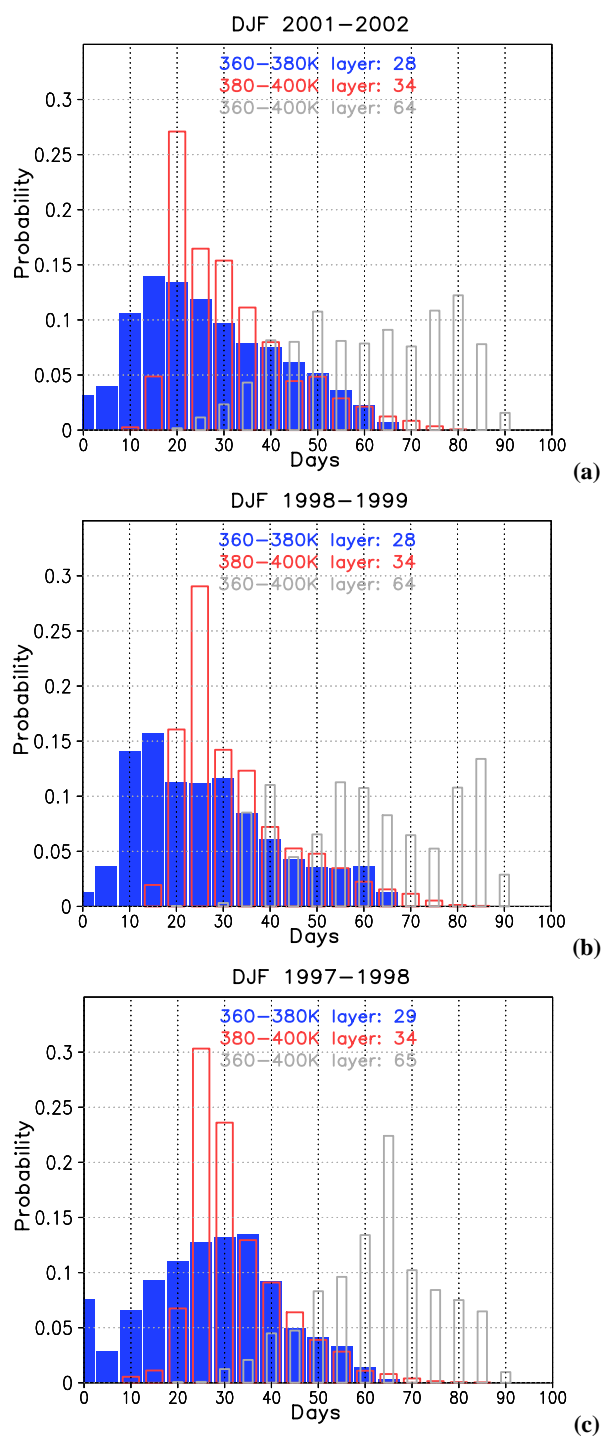 DJF 2001−2002
360−380K layer: 28
380−400K layer: 34
360−400K layer: 64
Probability
0.3
0.25
0.2
0.15
0.1
0.05
0
0 10 20 30 40 50 60 70 80 90 100
Days
(a)
DJF 1998−1999
360−380K layer: 28
380−400K layer: 34
360−400K layer: 64
Probability
0.3
0.25
0.2
0.15
0.1
0.05
0
0 10 20 30 40 50 60 70 80 90 100
Days
(b)
DJF 1997−1998
360−380K layer: 29
380−400K layer: 34
360−400K layer: 65
Probability
0.3
0.25
0.2
0.15
0.1
0.05
0
0 10 20 30 40 50 60 70 80 90 100
Days
(c)